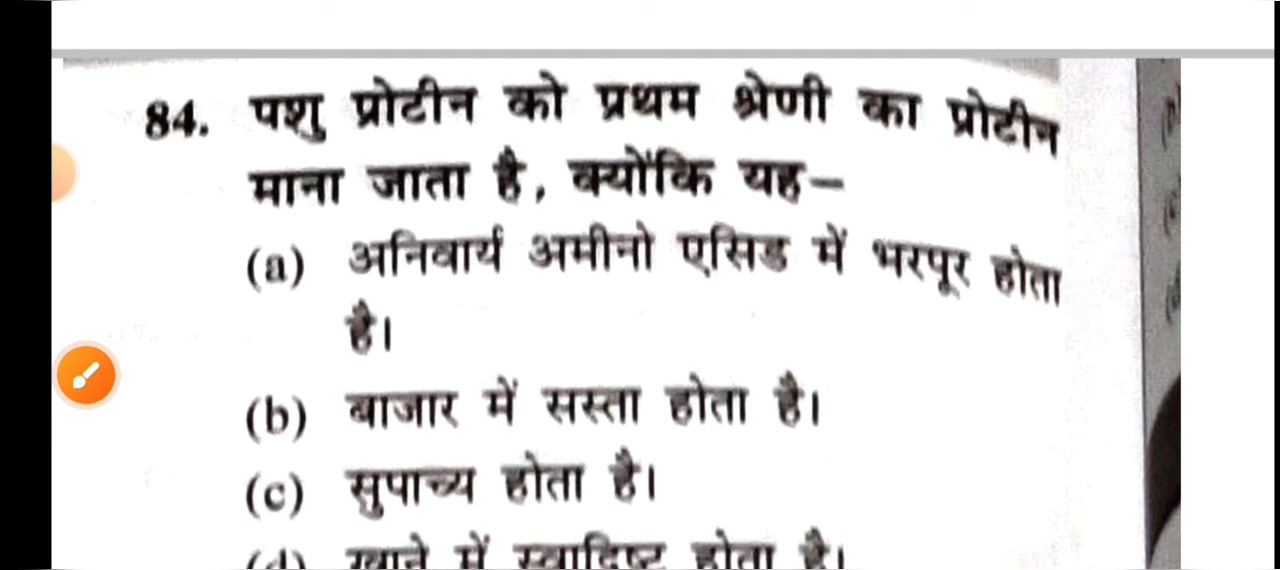 84. पशु प्रोटीन को प्रथम श्रेणी का प्रोटीन
माना जाता है, क्योंकि यह–
(a) अनिवार्य अमीनो एसिड में भरपूर होता
है।
(b) बाजार में सस्ता होता है।
(c) सुपाच्य होता है।
(d) खाने में स्वादिष्ट होता है।